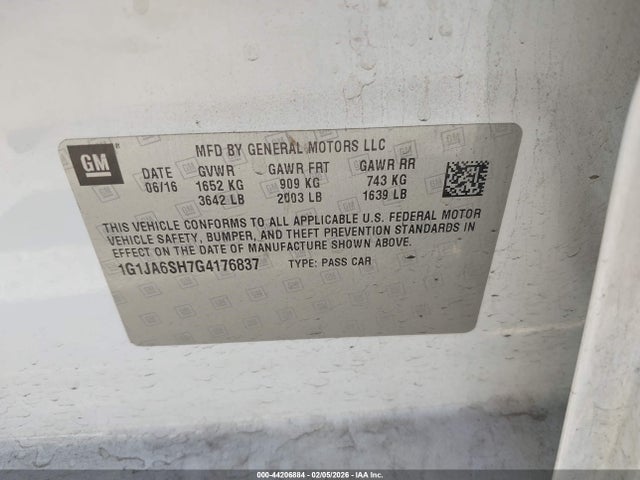 GM
MFD BY GENERAL MOTORS LLC
DATE GVWR GAWR FRT GAWR RR
06/16 1652 KG 909 KG 743 KG
3642 LB 2003 LB 1639 LB
THIS VEHICLE CONFORMS TO ALL APPLICABLE U.S. FEDERAL MOTOR
VEHICLE SAFETY, BUMPER, AND THEFT PREVENTION STANDARDS IN
EFFECT ON THE DATE OF MANUFACTURE SHOWN ABOVE.
1G1JA6SH7G4176837 TYPE: PASS CAR
000-44206884 | 02/05/2026 | IAA Inc.